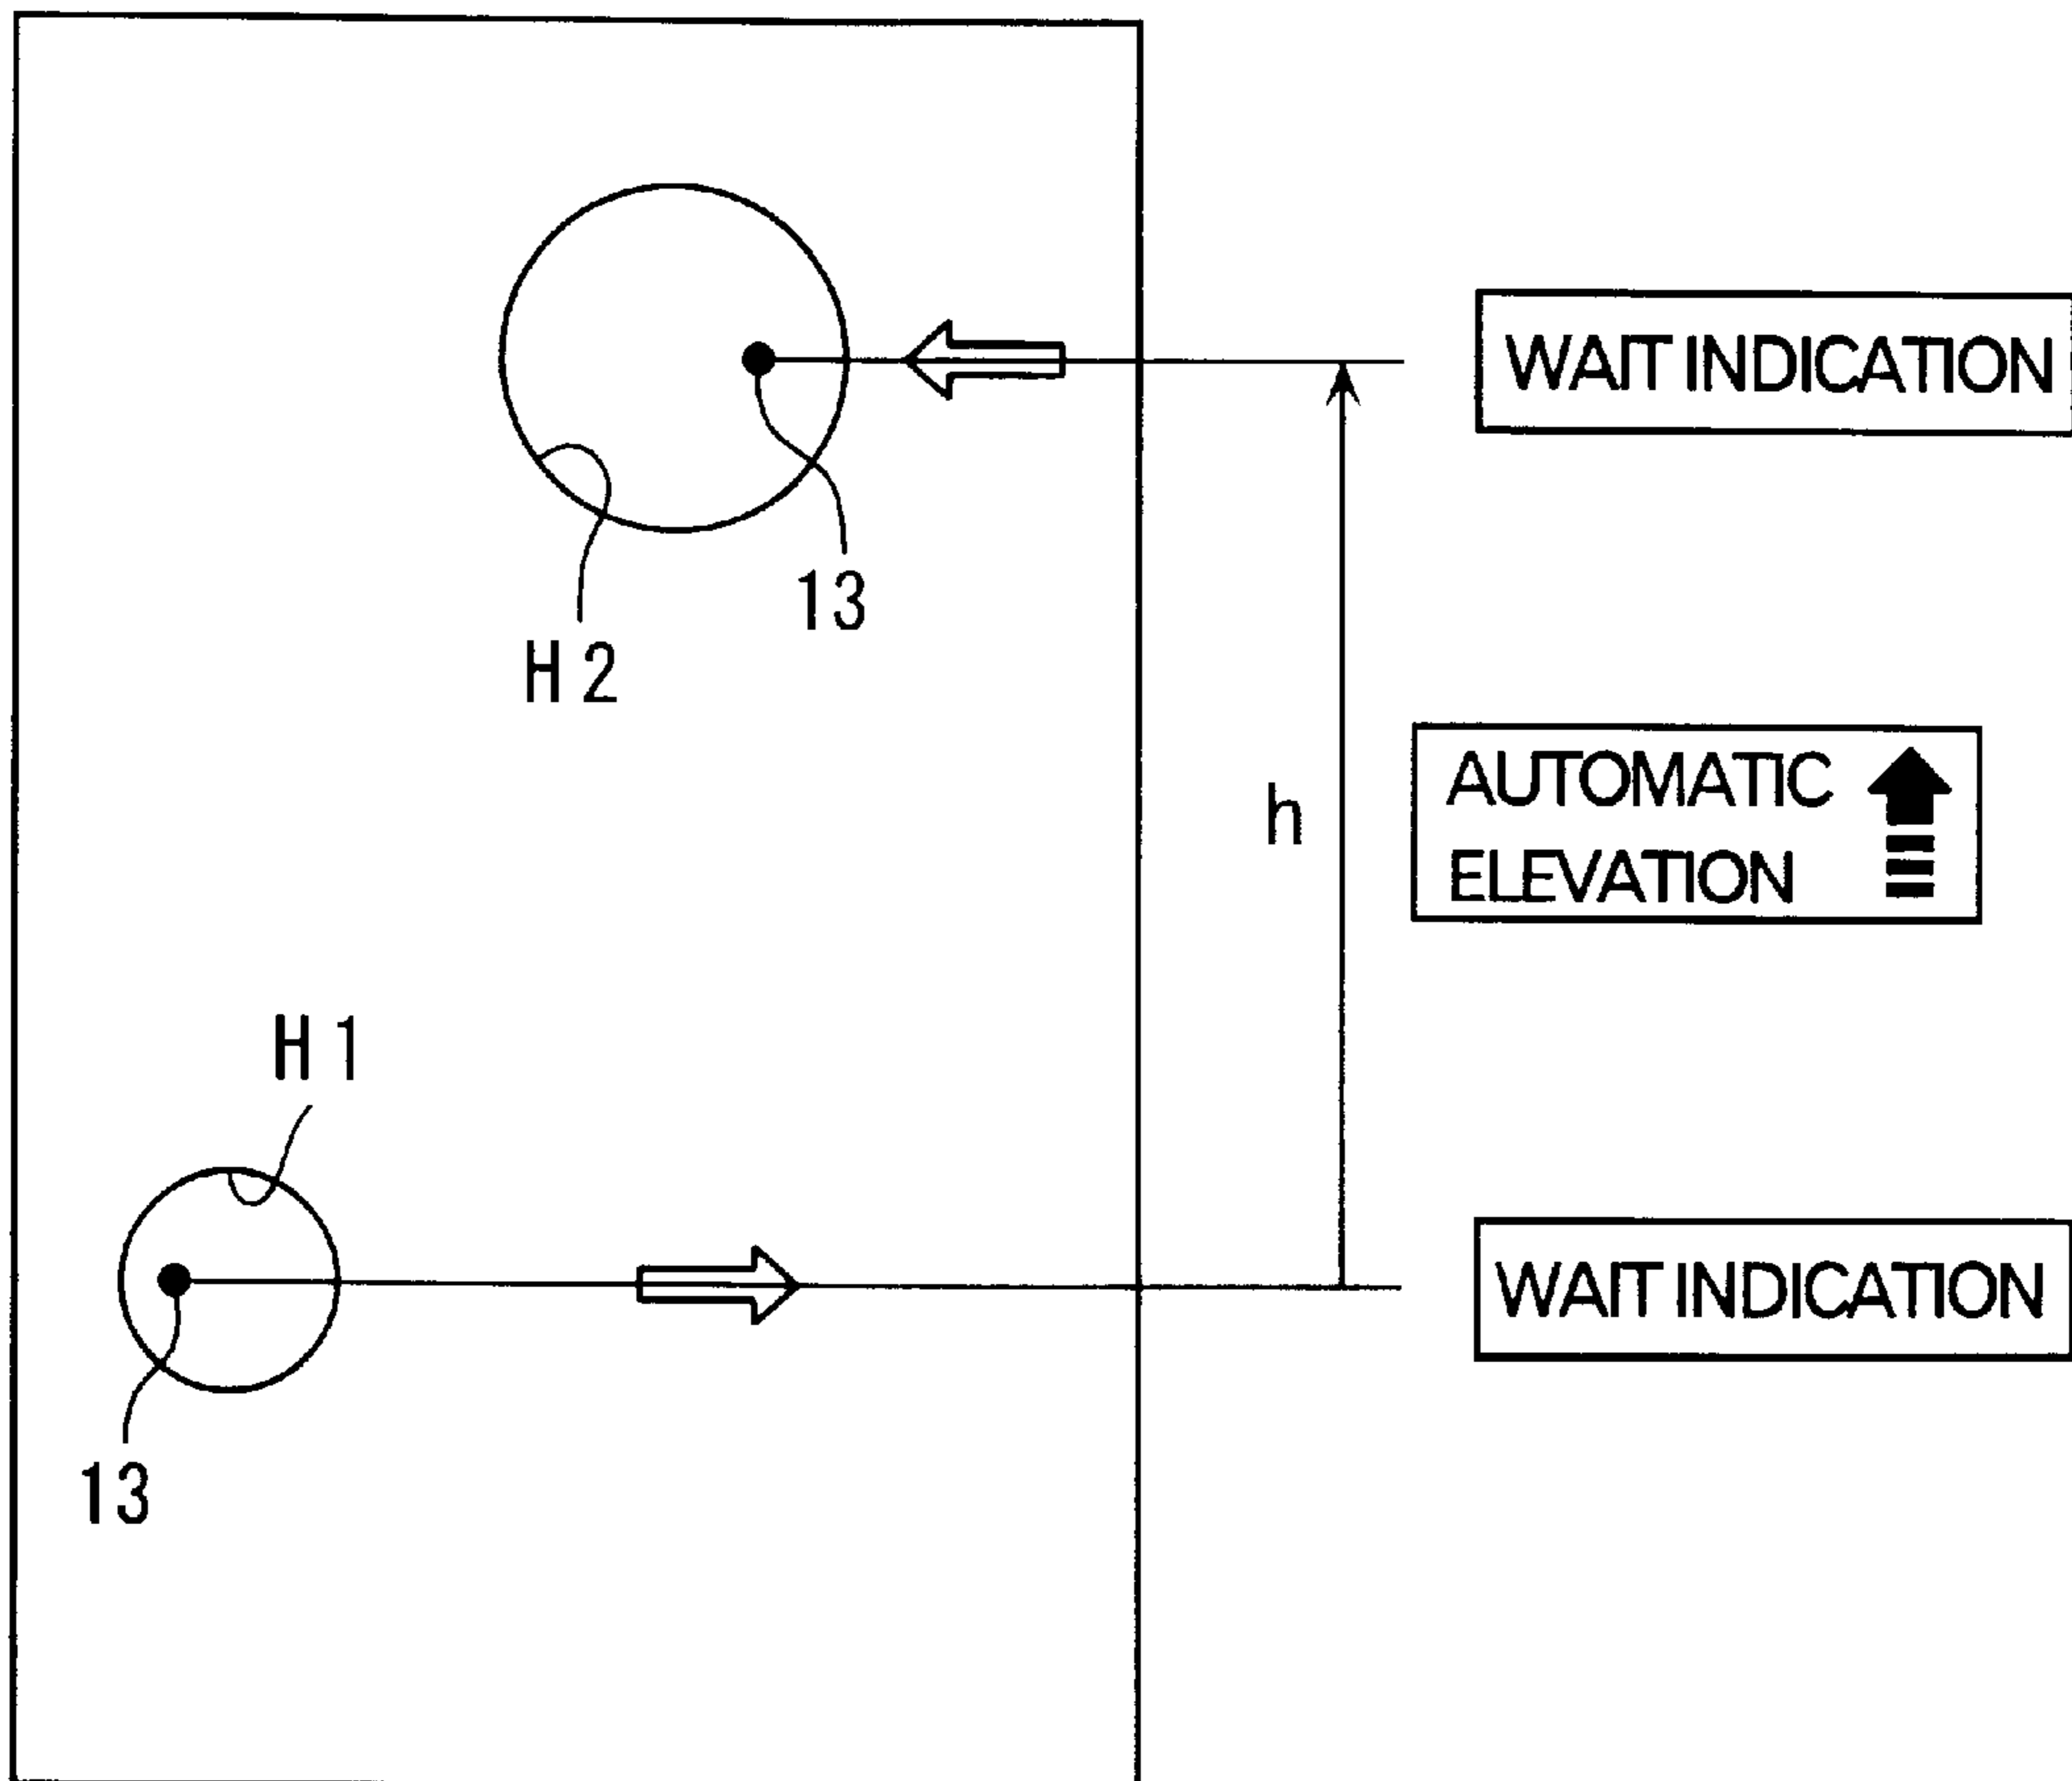 WAIT INDICATION
13
H2
AUTOMATIC
ELEVATION
h
H1
WAIT INDICATION
13